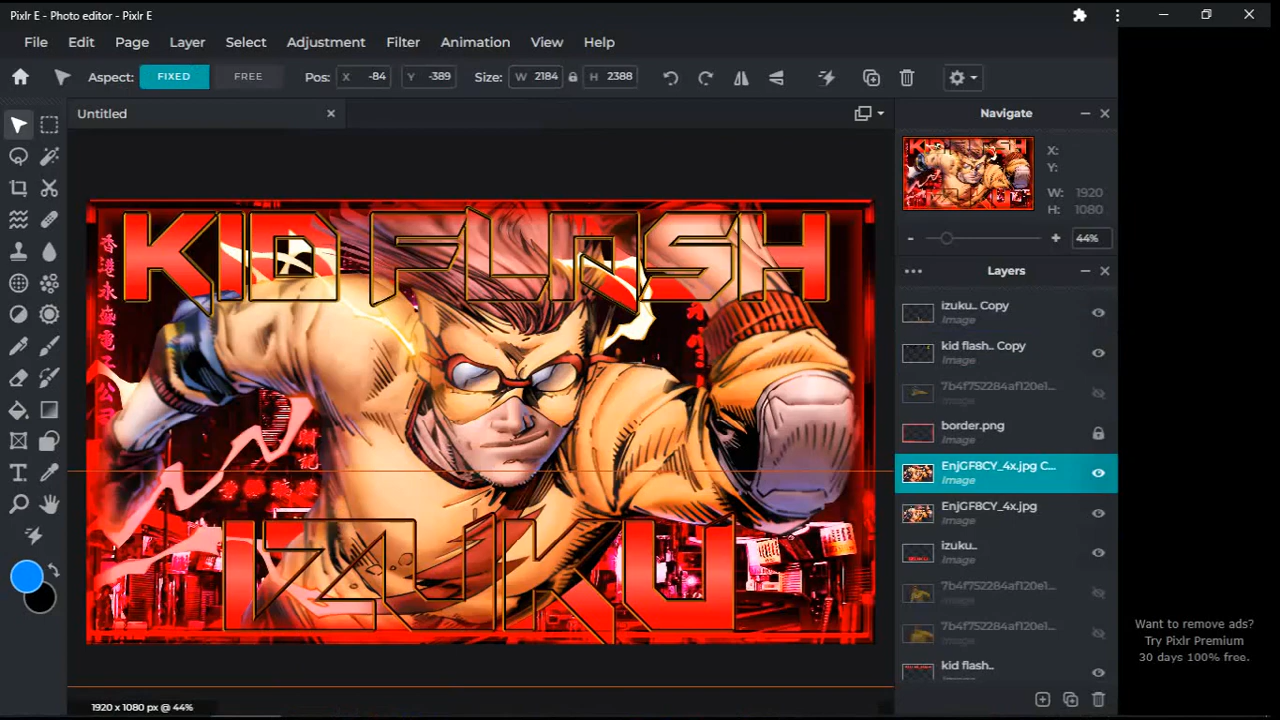 Pixlr E - Photo editor - Pixlr E
File Edit Page Layer Select Adjustment Filter Animation View Help
Aspect: FIXED FREE Pos: X -84 Y -389 Size: W 2184 H 2388
Untitled
Navigate
X:
Y:
W: 1920
H: 1080
44%
Layers
izuku.. Copy
Image
kid flash.. Copy
Image
7b4f752284af120e1...
Image
border.png
Image
EnjGF8CY_4x.jpg C...
Image
EnjGF8CY_4x.jpg
Image
izuku..
Image
7b4f752284af120e1...
Image
7b4f752284af120e1...
Image
kid flash..
KID FLASH
香港永
IZUKU
Want to remove ads?
Try Pixlr Premium
30 days 100% free.
1920 x 1080 px @ 44%